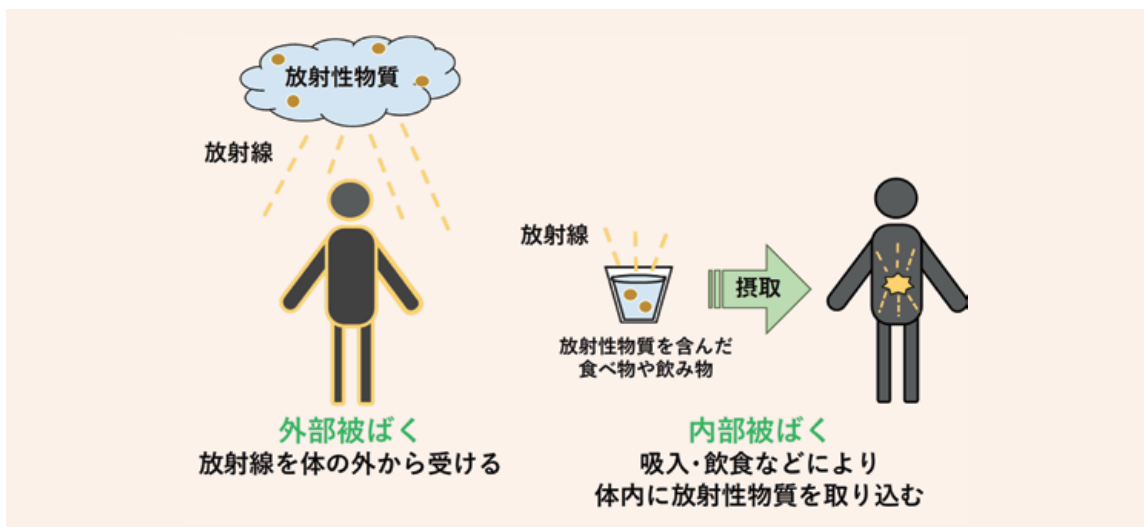 放射性物質
放射線
外部被ばく
放射線を体の外から受ける
放射線
摂取
放射性物質を含んだ
食べ物や飲み物
内部被ばく
吸入・飲食などにより
体内に放射性物質を取り込む